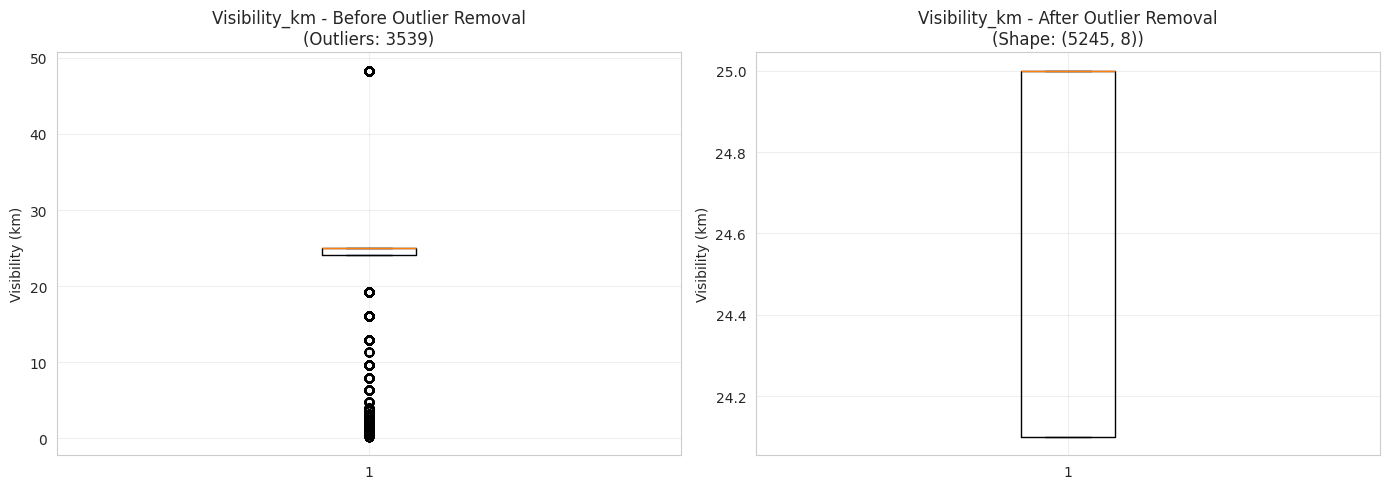 Visibility_km - Before Outlier Removal
(Outliers: 3539)
50
40
30
20
10
0
Visibility (km)
1
Visibility_km - After Outlier Removal
(Shape: (5245, 8))
25.0
24.8
24.6
24.4
24.2
Visibility (km)
1